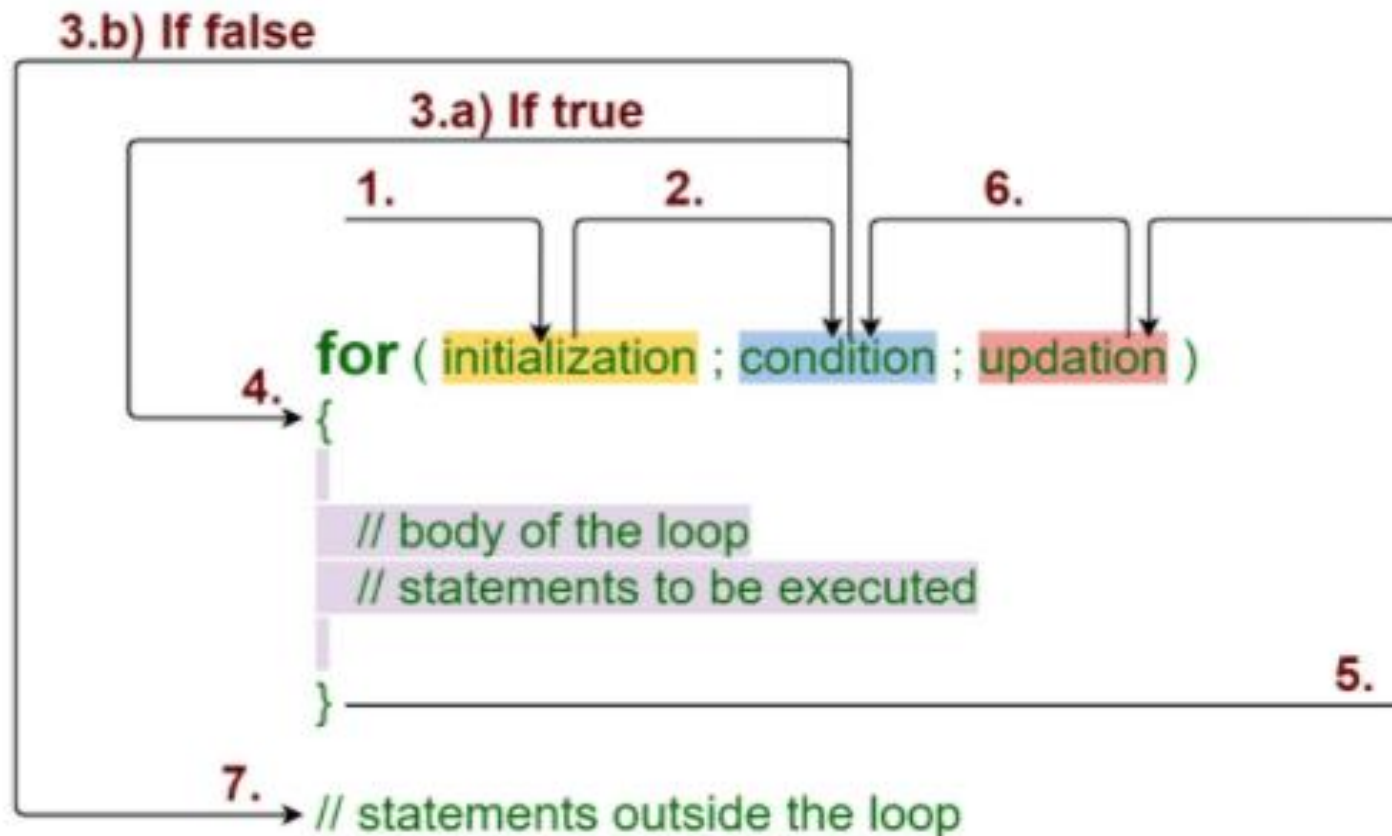 3.b) If false
3.a) If true
1. 2. 6.
for ( initialization ; condition ; updation )
4.
{
// body of the loop
// statements to be executed
5.
}
7.
// statements outside the loop